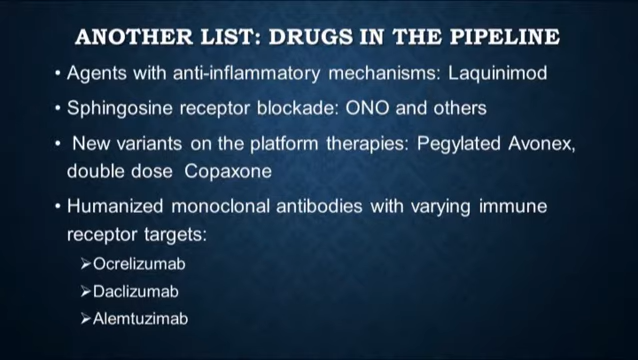 ANOTHER LIST: DRUGS IN THE PIPELINE
• Agents with anti-inflammatory mechanisms: Laquinimod
• Sphingosine receptor blockade: ONO and others
• New variants on the platform therapies: Pegylated Avonex,
double dose Copaxone
• Humanized monoclonal antibodies with varying immune
receptor targets:
➢Ocrelizumab
➢Daclizumab
➢Alemtuzimab